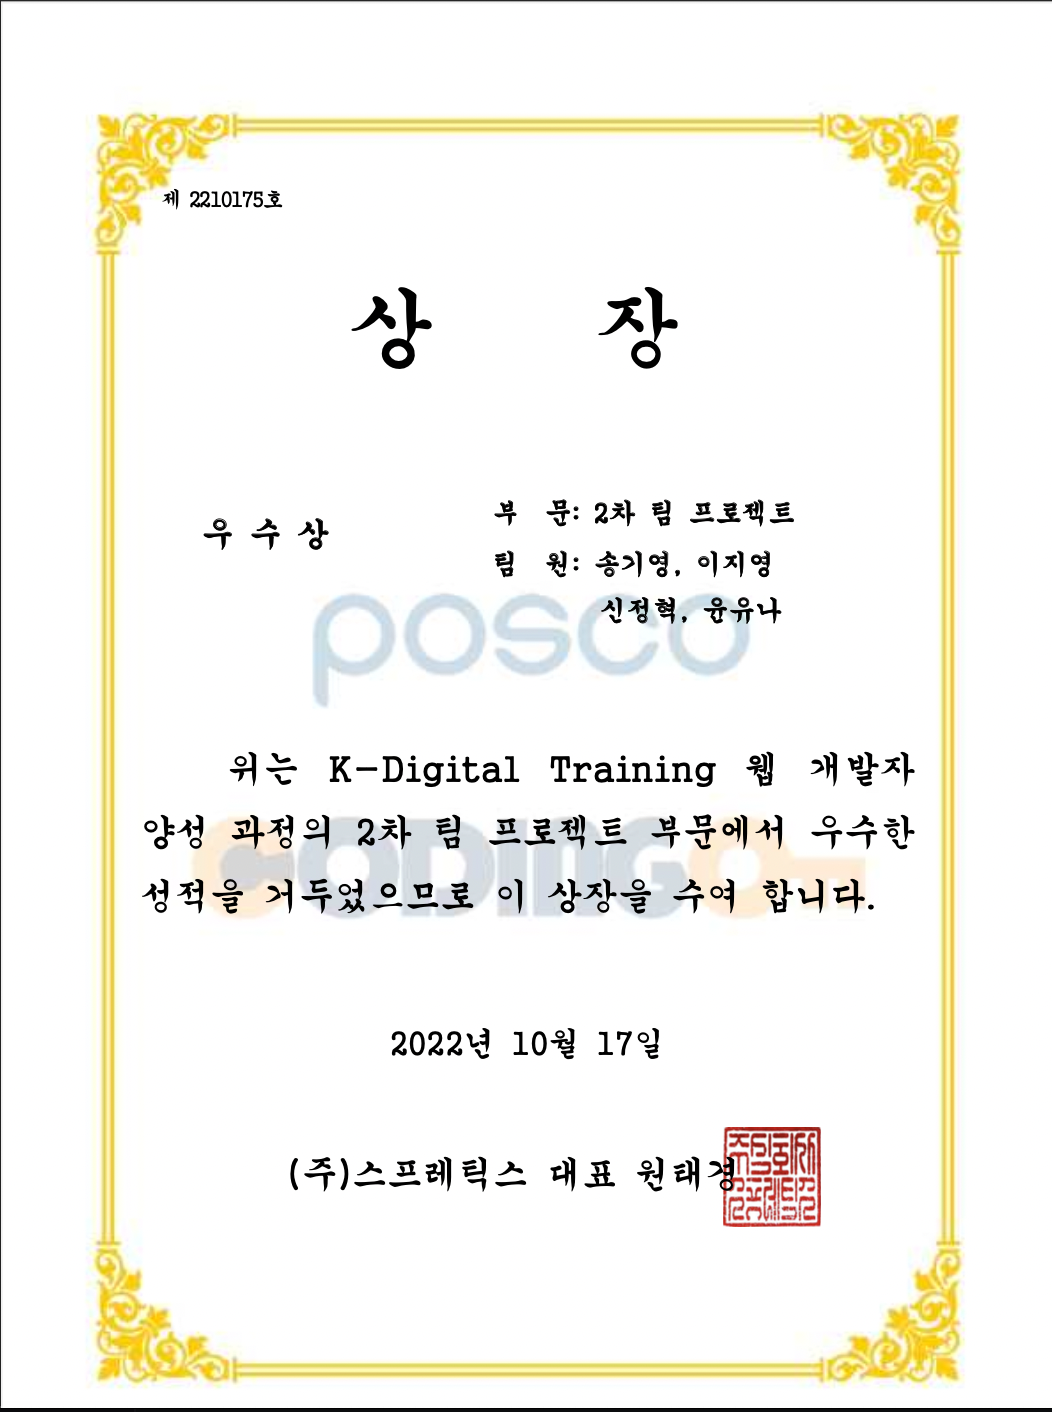 제 2210175호
상 장
우 수 상
부 문: 2차 팀 프로젝트
팀 원: 송기영, 이지영
신정혁, 윤유나
posco
위는 K-Digital Training 웹 개발자
양성 과정의 2차 팀 프로젝트 부문에서 우수한
CODINGOn
성적을 거두었으므로 이 상장을 수여 합니다.
2022년 10월 17일
(주)스프레틱스 대표 원태경